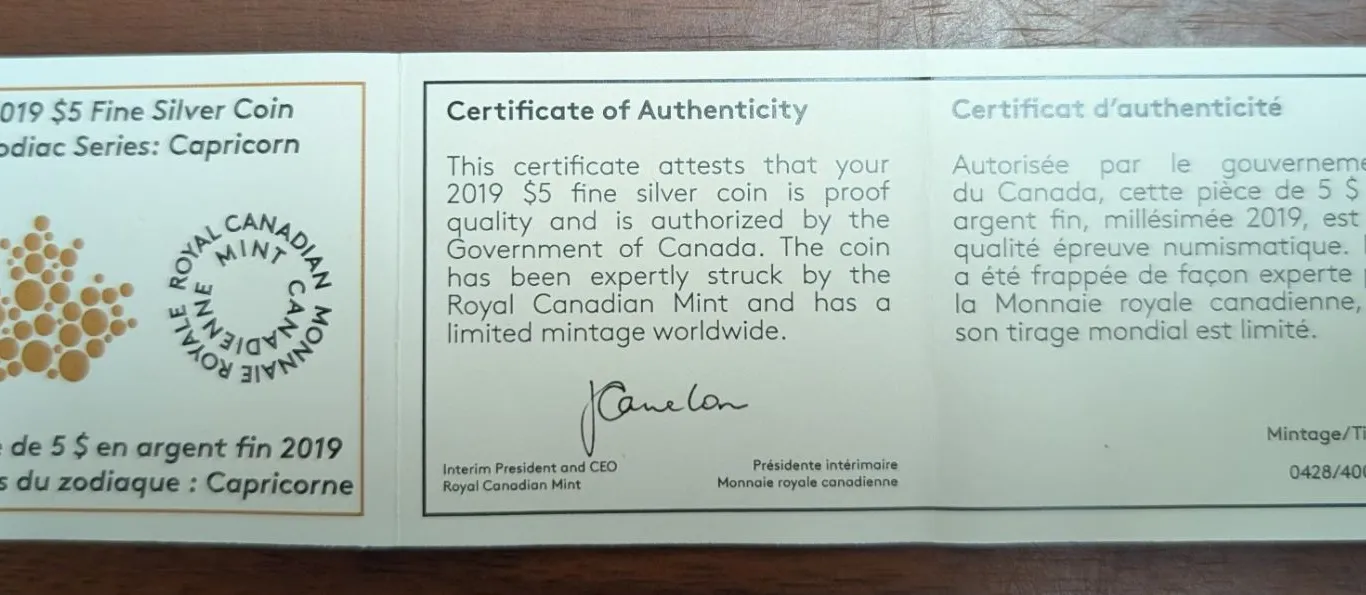 019 $5 Fine Silver Coin
odiac Series: Capricorn
ROYAL CANADIAN MINT
MONNAIE ROYALE CANADIENNE
de 5 $ en argent fin 2019
s du zodiaque : Capricorne
Certificate of Authenticity
This certificate attests that your
2019 $5 fine silver coin is proof
quality and is authorized by the
Government of Canada. The coin
has been expertly struck by the
Royal Canadian Mint and has a
limited mintage worldwide.
Interim President and CEO
Royal Canadian Mint
Présidente intérimaire
Monnaie royale canadienne
Certificat d'authenticité
Autorisée par le gouverneme
du Canada, cette pièce de 5 $
argent fin, millésimée 2019, est
qualité épreuve numismatique.
a été frappée de façon experte
la Monnaie royale canadienne,
son tirage mondial est limité.
Mintage/Ti
0428/400